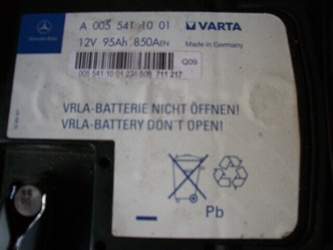 A 005 541 10 01
VARTA
12V 95Ah 850AEN
Made in Germany
Q09
VRLA-BATTERIE NICHT ÖFFNEN!
VRLA-BATTERY DON´T OPEN!
Pb